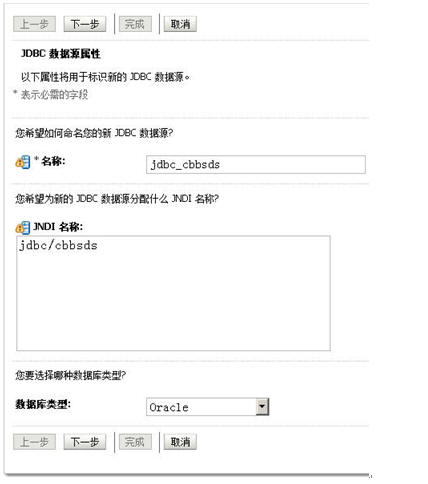 上一步 下一步 完成 取消
JDBC 数据源属性
以下属性将用于标识新的 JDBC 数据源。
* 表示必需的字段
您希望如何命名您的新 JDBC 数据源?
* 名称: jdbc_cbbsds
您希望为新的 JDBC 数据源分配什么 JNDI 名称?
JNDI 名称:
jdbc/cbbsds
您要选择哪种数据库类型?
数据库类型: Oracle
上一步 下一步 完成 取消